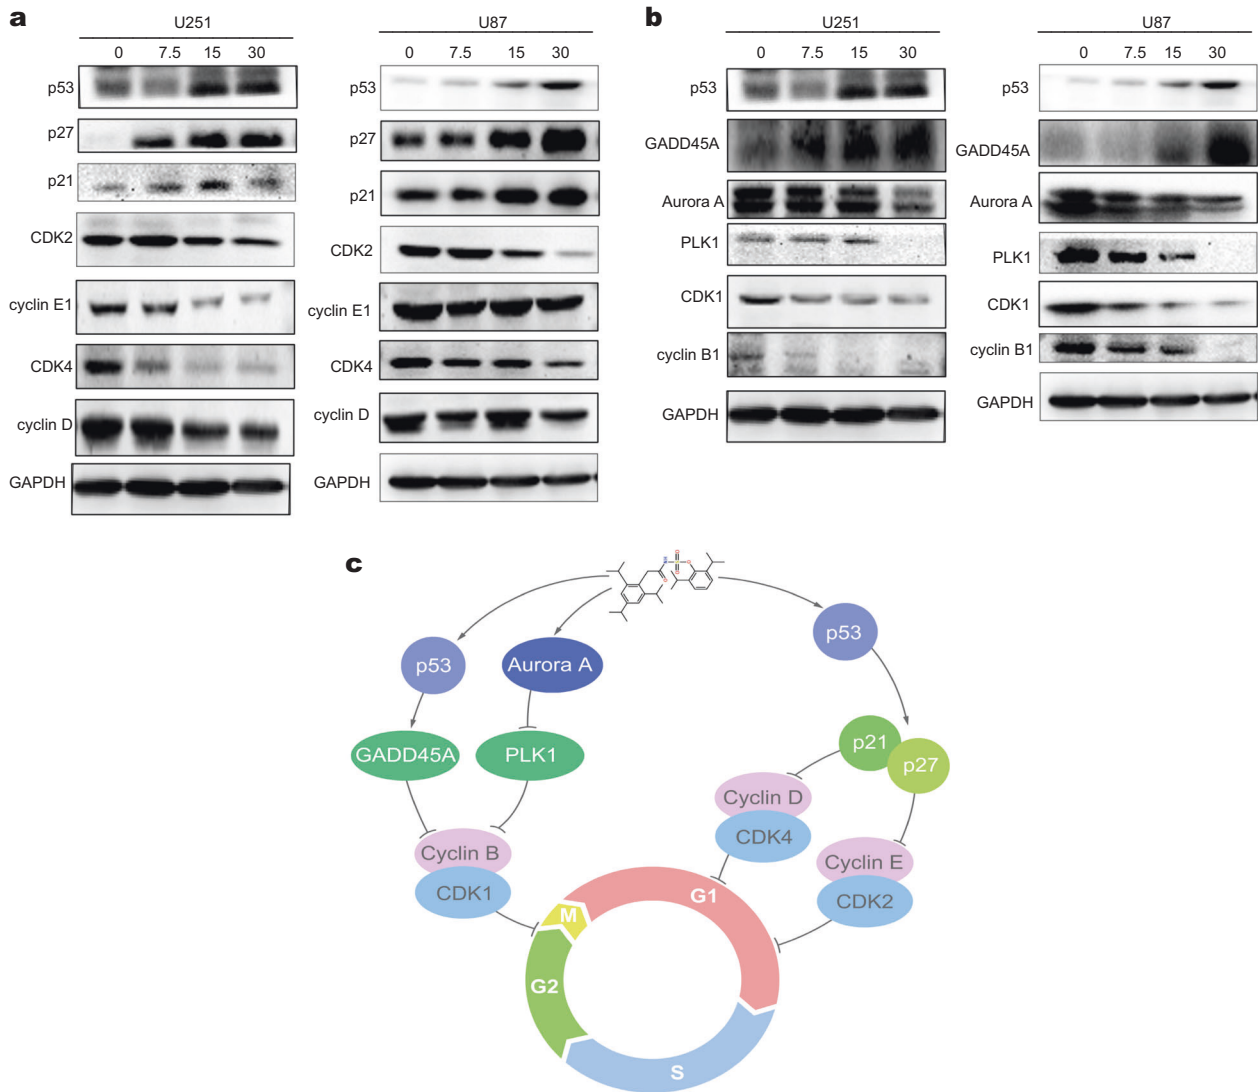 a
U251
0 7.5 15 30
p53
p27
p21
CDK2
cyclin E1
CDK4
cyclin D
GAPDH
U87
0 7.5 15 30
p53
p27
p21
CDK2
cyclin E1
CDK4
cyclin D
GAPDH
b
U251
0 7.5 15 30
p53
GADD45A
Aurora A
PLK1
CDK1
cyclin B1
GAPDH
U87
0 7.5 15 30
p53
GADD45A
Aurora A
PLK1
CDK1
cyclin B1
GAPDH
c
p53
Aurora A
p53
GADD45A
PLK1
p21
p27
Cyclin D
CDK4
Cyclin B
CDK1
Cyclin E
CDK2
M
G1
G2
S